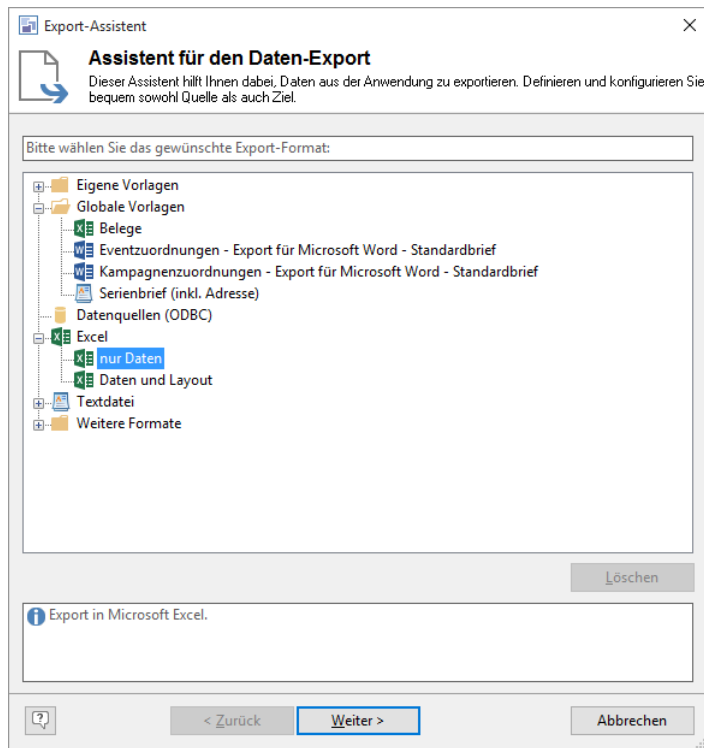 Export-Assistent
Assistent für den Daten-Export
Dieser Assistent hilft Ihnen dabei, Daten aus der Anwendung zu exportieren. Definieren und konfigurieren Sie
bequem sowohl Quelle als auch Ziel.
Bitte wählen Sie das gewünschte Export-Format:
Eigene Vorlagen
Globale Vorlagen
Belege
Eventzuordnungen - Export für Microsoft Word - Standardbrief
Kampagnenzuordnungen - Export für Microsoft Word - Standardbrief
Serienbrief (inkl. Adresse)
Datenquellen (ODBC)
Excel
nur Daten
Daten und Layout
Textdatei
Weitere Formate
Löschen
Export in Microsoft Excel.
< Zurück Weiter > Abbrechen